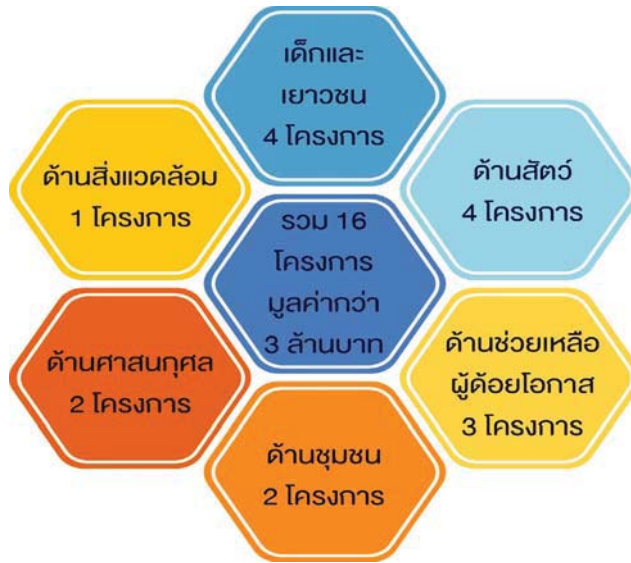 เด็กและ
เยาวชน
4 โครงการ
ด้านสิ่งแวดล้อม
1 โครงการ
ด้านสัตว์
4 โครงการ
รวม 16
โครงการ
มูลค่ากว่า
3 ล้านบาท
ด้านศาสนกุศล
2 โครงการ
ด้านช่วยเหลือ
ผู้ด้อยโอกาส
3 โครงการ
ด้านชุมชน
2 โครงการ